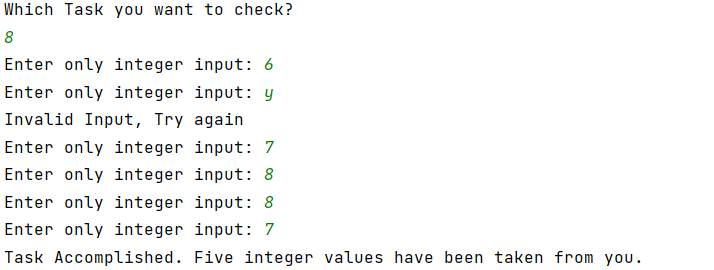 Which Task you want to check?
8
Enter only integer input: 6
Enter only integer input: y
Invalid Input, Try again
Enter only integer input: 7
Enter only integer input: 8
Enter only integer input: 8
Enter only integer input: 7
Task Accomplished. Five integer values have been taken from you.